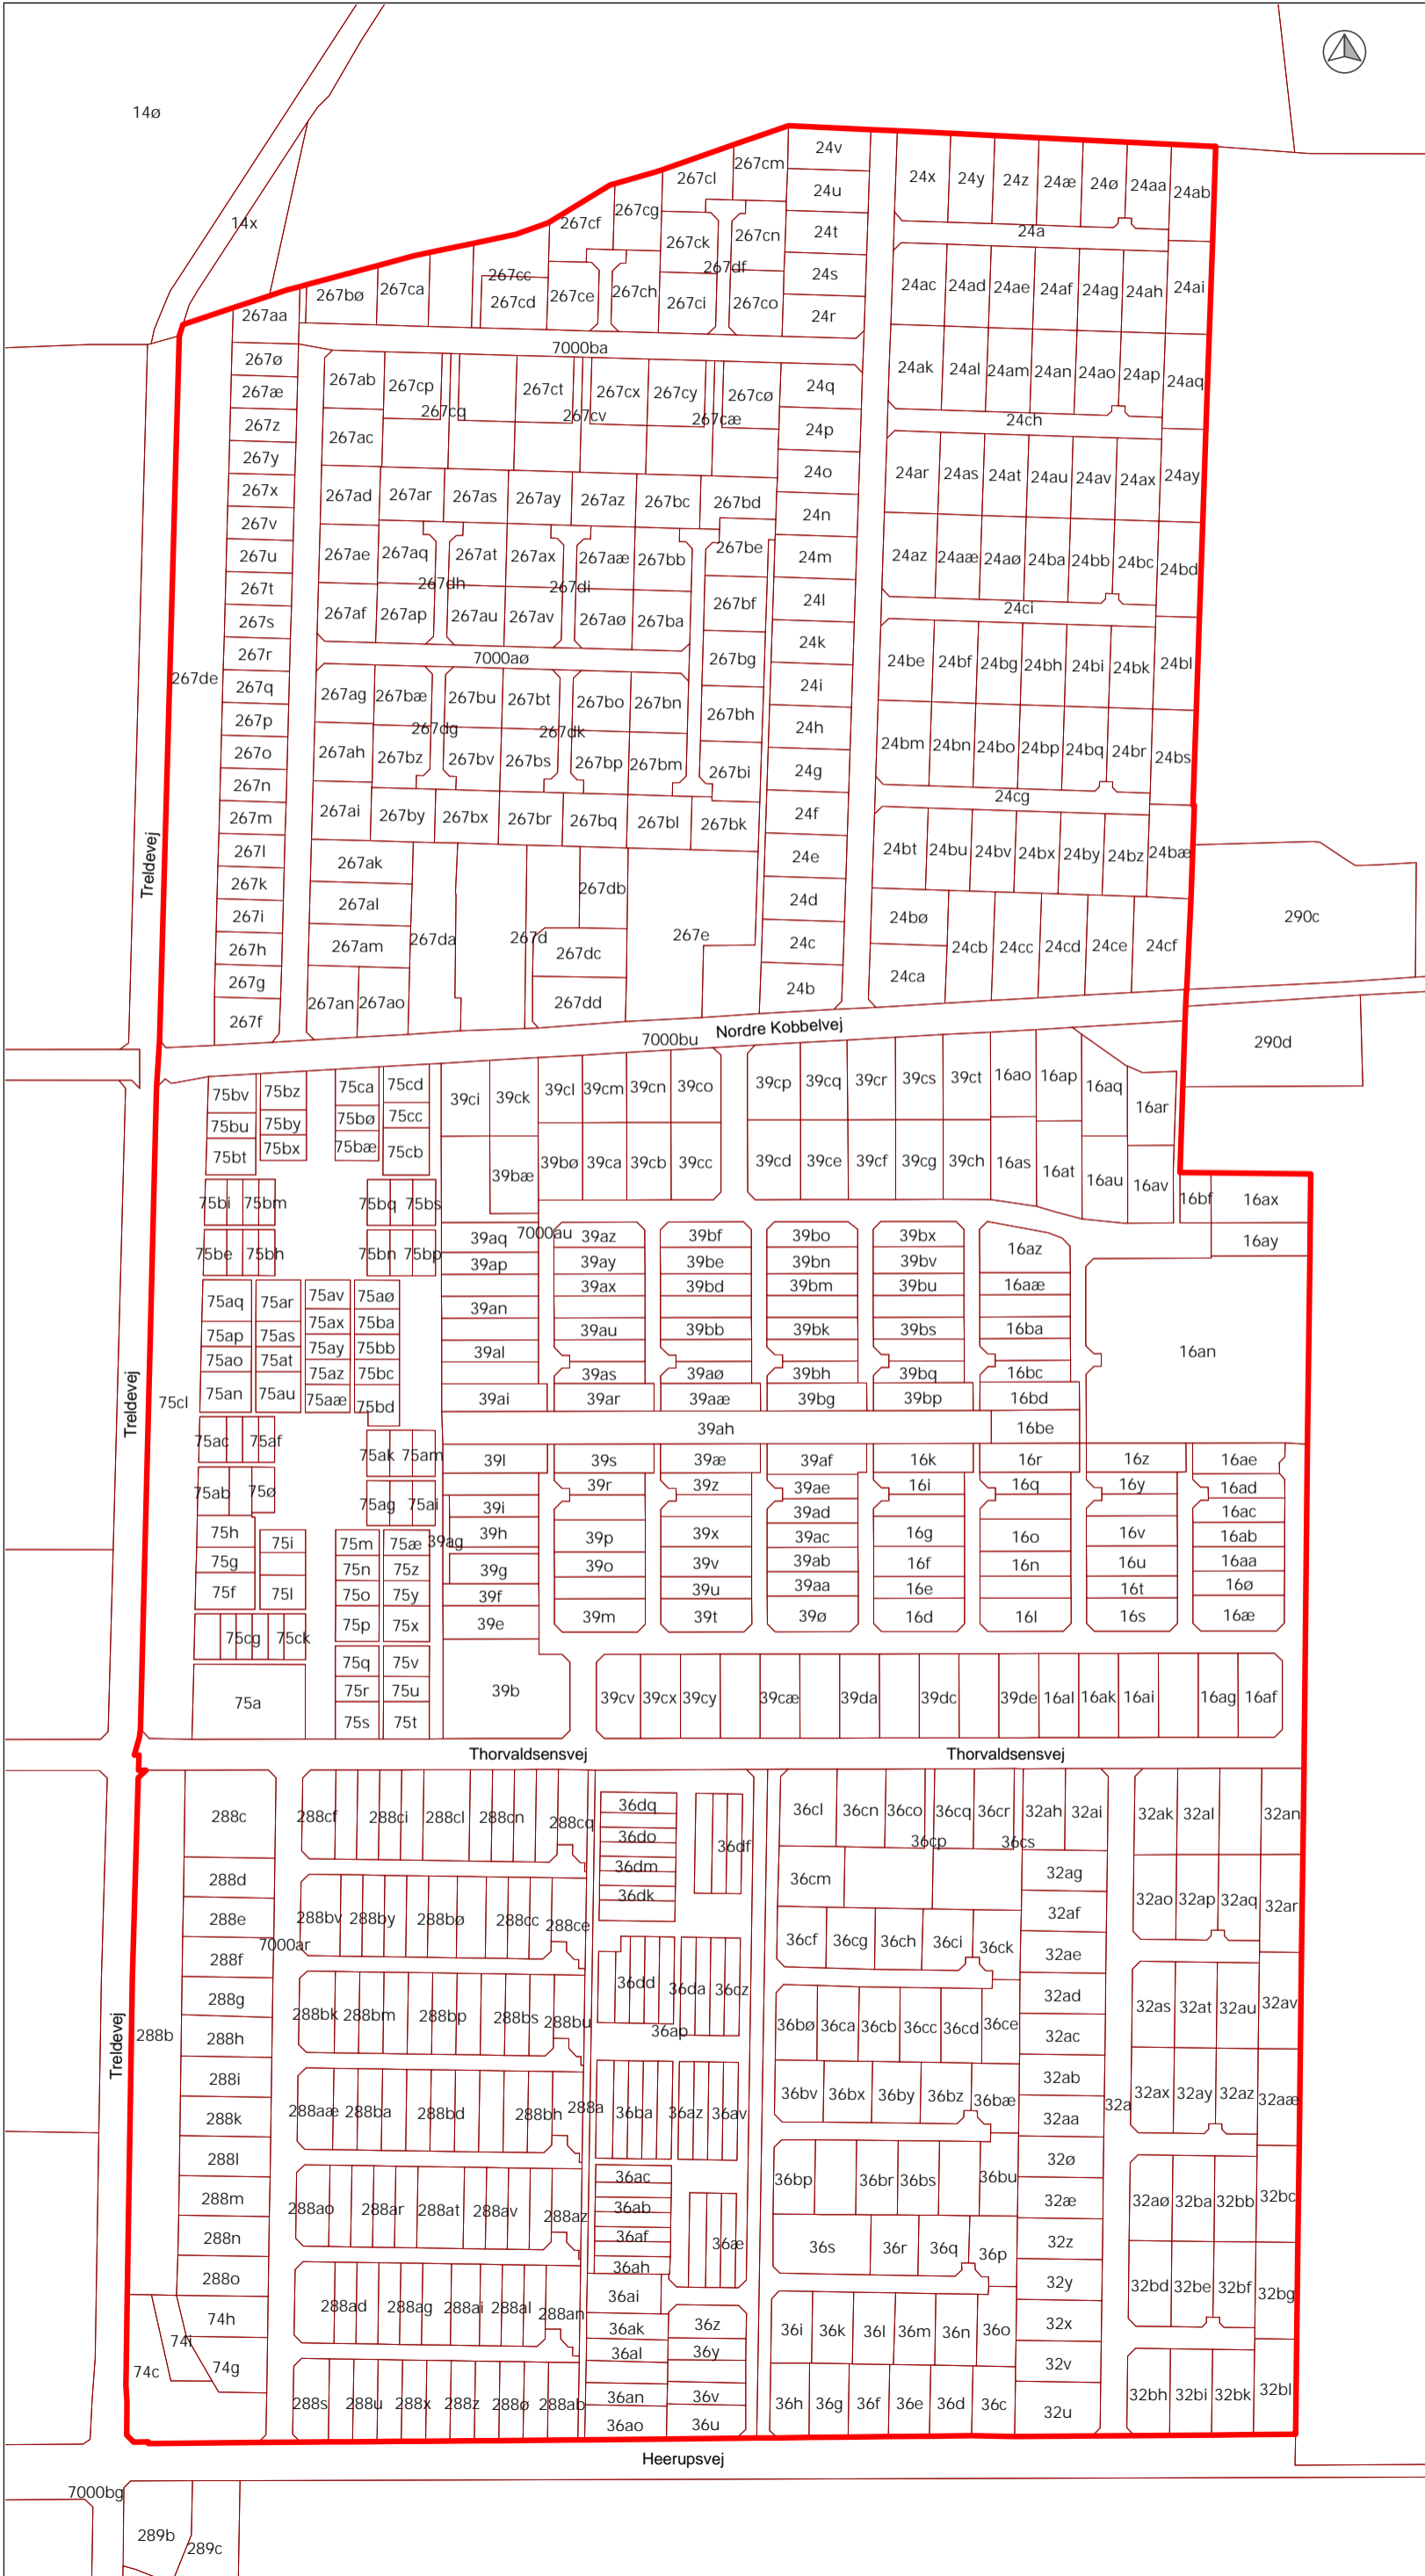 14ø
14x
267cm
24v
267cl
24u
24x 24y 24z 24æ 24ø 24aa 24ab
267cf 267cg
267ck 267cn 24t
24a
267cc 267df 24s
267bø 267ca 267cd 267ce 267ch 267ci 267co 24r
24ac 24ad 24ae 24af 24ag 24ah 24ai
267aa
7000ba
267ø
267æ 267ab 267cp 267ct 267cx 267cy 267cø 24q
24ak 24al 24am 24an 24ao 24ap 24aq
267cq 267cv 267cæ
24ch
267z 267ac 24p
267y 24o
267x 267ad 267ar 267as 267ay 267az 267bc 267bd 24n
24ar 24as 24at 24au 24av 24ax 24ay
267v
267u 267ae 267aq 267at 267ax 267aæ 267bb 267be 24m
24az 24aæ 24aø 24ba 24bb 24bc 24bd
267t 267dh 267di
267s 267af 267ap 267au 267av 267aø 267ba 267bf 24l
24ci
267r 7000aø 267bg 24k
267de 267q 267ag 267bæ 267bu 267bt 267bo 267bn 24i
24be 24bf 24bg 24bh 24bi 24bk 24bl
267p 267dg 267dk 267bh 24h
267o 267ah 267bz 267bv 267bs 267bp 267bm 267bi 24g
24bm 24bn 24bo 24bp 24bq 24br 24bs
267n
24cg
267m 267ai 267by 267bx 267br 267bq 267bl 267bk 24f
267l 267ak 24e
24bt 24bu 24bv 24bx 24by 24bz 24bæ
Treldevej
267k 267db 24d
267i 267al 24bø 290c
267h 267am 267da 267d 267dc 267e 24c
24cb 24cc 24cd 24ce 24cf
267g 267an 267ao 267dd 24b 24ca
267f
7000bu Nordre Kobbelvej
290d
75bv 75bz 75ca 75cd 39ci 39ck 39cl 39cm 39cn 39co 39cp 39cq 39cr 39cs 39ct 16ao 16ap 16aq 16ar
75bu 75by 75bø 75cc
75bt 75bx 75bæ 75cb 39bæ 39bø 39ca 39cb 39cc 39cd 39ce 39cf 39cg 39ch 16as 16at 16au 16av
75bi 75bm 75bq 75bs 16bf 16ax
7000au
75be 75bh 75bn 75bp 39aq 39az 39bf 39bo 39bx 16az 16ay
39ap 39ay 39be 39bn 39bv
75aq 75ar 75av 75aø 39ax 39bd 39bm 39bu 16aæ
75ap 75as 75ax 75ba 39an 39au 39bb 39bk 39bs 16ba
75ao 75at 75ay 75bb 39al 16an
75an 75au 75az 75bc 39as 39aø 39bh 39bq 16bc
75cl 75aæ 75bd 39ai 39ar 39aæ 39bg 39bp 16bd
Treldevej
39ah 16be
75ac 75af 75ak 75am 39l 39s 39æ 39af 16k 16r 16z 16ae
75ab 75ø 39r 39z 39ae 16i 16q 16y 16ad
75ag 75ai 39i 39ad 16ac
75h 75i 75m 75æ 39ag 39h 39p 39x 39ac 16g 16o 16v 16ab
75g 75n 75z 39g 39o 39v 39ab 16f 16n 16u 16aa
75f 75l 75o 75y 39f 39u 39aa 16e 16t 16ø
75cg 75ck 75p 75x 39e 39m 39t 39ø 16d 16l 16s 16æ
75q 75v
75a 75r 75u 39b 39cv 39cx 39cy 39cæ 39da 39dc 39de 16al 16ak 16ai 16ag 16af
75s 75t
Thorvaldsensvej Thorvaldsensvej
288c 288cf 288ci 288cl 288cn 288cq 36dq 36df 36cl 36cn 36co 36cq 36cr 32ah 32ai 32ak 32al 32an
36do 36cp 36cs
288d 36dm 36cm 32ag
36dk
288e 288bv 288by 288bø 288cc 288ce 32af 32ao 32ap 32aq 32ar
7000ar
288f 36cf 36cg 36ch 36ci 36ck 32ae
288g 36dd 36da 36cz 32ad
288b 288h 288bk 288bm 288bp 288bs 288bu 36ap 36bø 36ca 36cb 36cc 36cd 36ce 32ac 32as 32at 32au 32av
Treldevej
288i 32ab
288k 288aæ 288ba 288bd 288bh 288a 36ba 36az 36av 36bv 36bx 36by 36bz 36bæ 32aa 32a 32ax 32ay 32az 32aæ
288l 36ac 36bp 36br 36bs 36bu 32ø
288m 288ao 288ar 288at 288av 288az 36ab 32æ 32aø 32ba 32bb 32bc
288n 36af 36æ 36s 36r 36q 36p 32z
288o 36ah 32y
74h 288ad 288ag 288ai 288al 288an 36ai 32bd 32be 32bf 32bg
74i 36ak 36z 36i 36k 36l 36m 36n 36o 32x
74c 74g 36al 36y 32v
288s 288u 288x 288z 288ø 288ab 36an 36v 36h 36g 36f 36e 36d 36c 32u 32bh 32bi 32bk 32bl
36ao 36u
Heerupsvej
7000bg
289b 289c